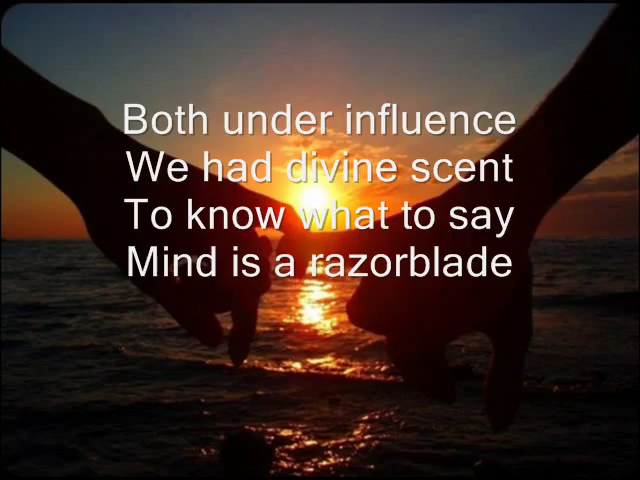 Both under influence
We had divine scent
To know what to say
Mind is a razorblade